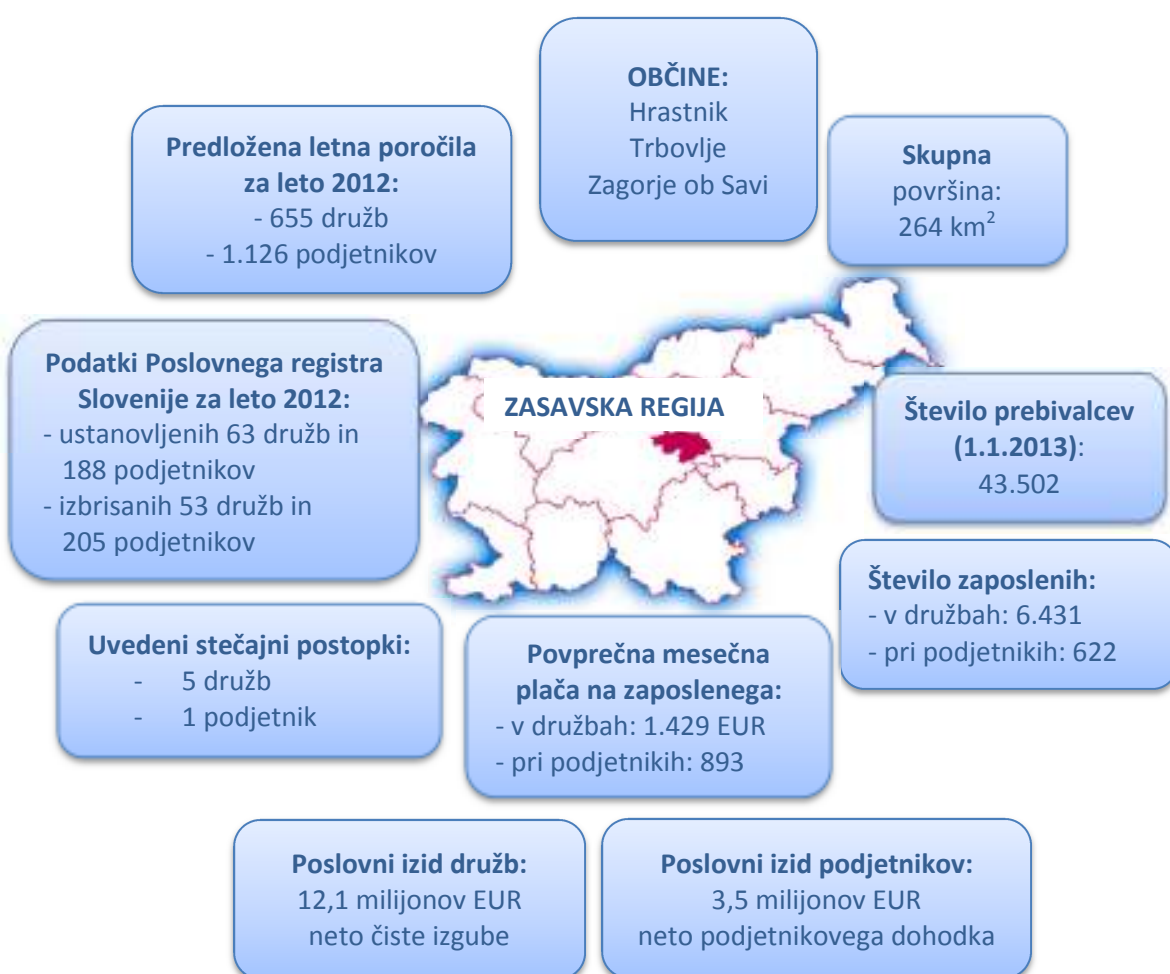 OBČINE:
Hrastnik
Trbovlje
Zagorje ob Savi
Predložena letna poročila
za leto 2012:
- 655 družb
- 1.126 podjetnikov
Skupna
površina:
264 km²
Podatki Poslovnega registra
Slovenije za leto 2012:
- ustanovljenih 63 družb in
188 podjetnikov
- izbrisanih 53 družb in
205 podjetnikov
ZASAVSKA REGIJA
Število prebivalcev
(1.1.2013):
43.502
Število zaposlenih:
- v družbah: 6.431
- pri podjetnikih: 622
Uvedeni stečajni postopki:
- 5 družb
- 1 podjetnik
Povprečna mesečna
plača na zaposlenega:
- v družbah: 1.429 EUR
- pri podjetnikih: 893
Poslovni izid družb:
12,1 milijonov EUR
neto čiste izgube
Poslovni izid podjetnikov:
3,5 milijonov EUR
neto podjetnikovega dohodka